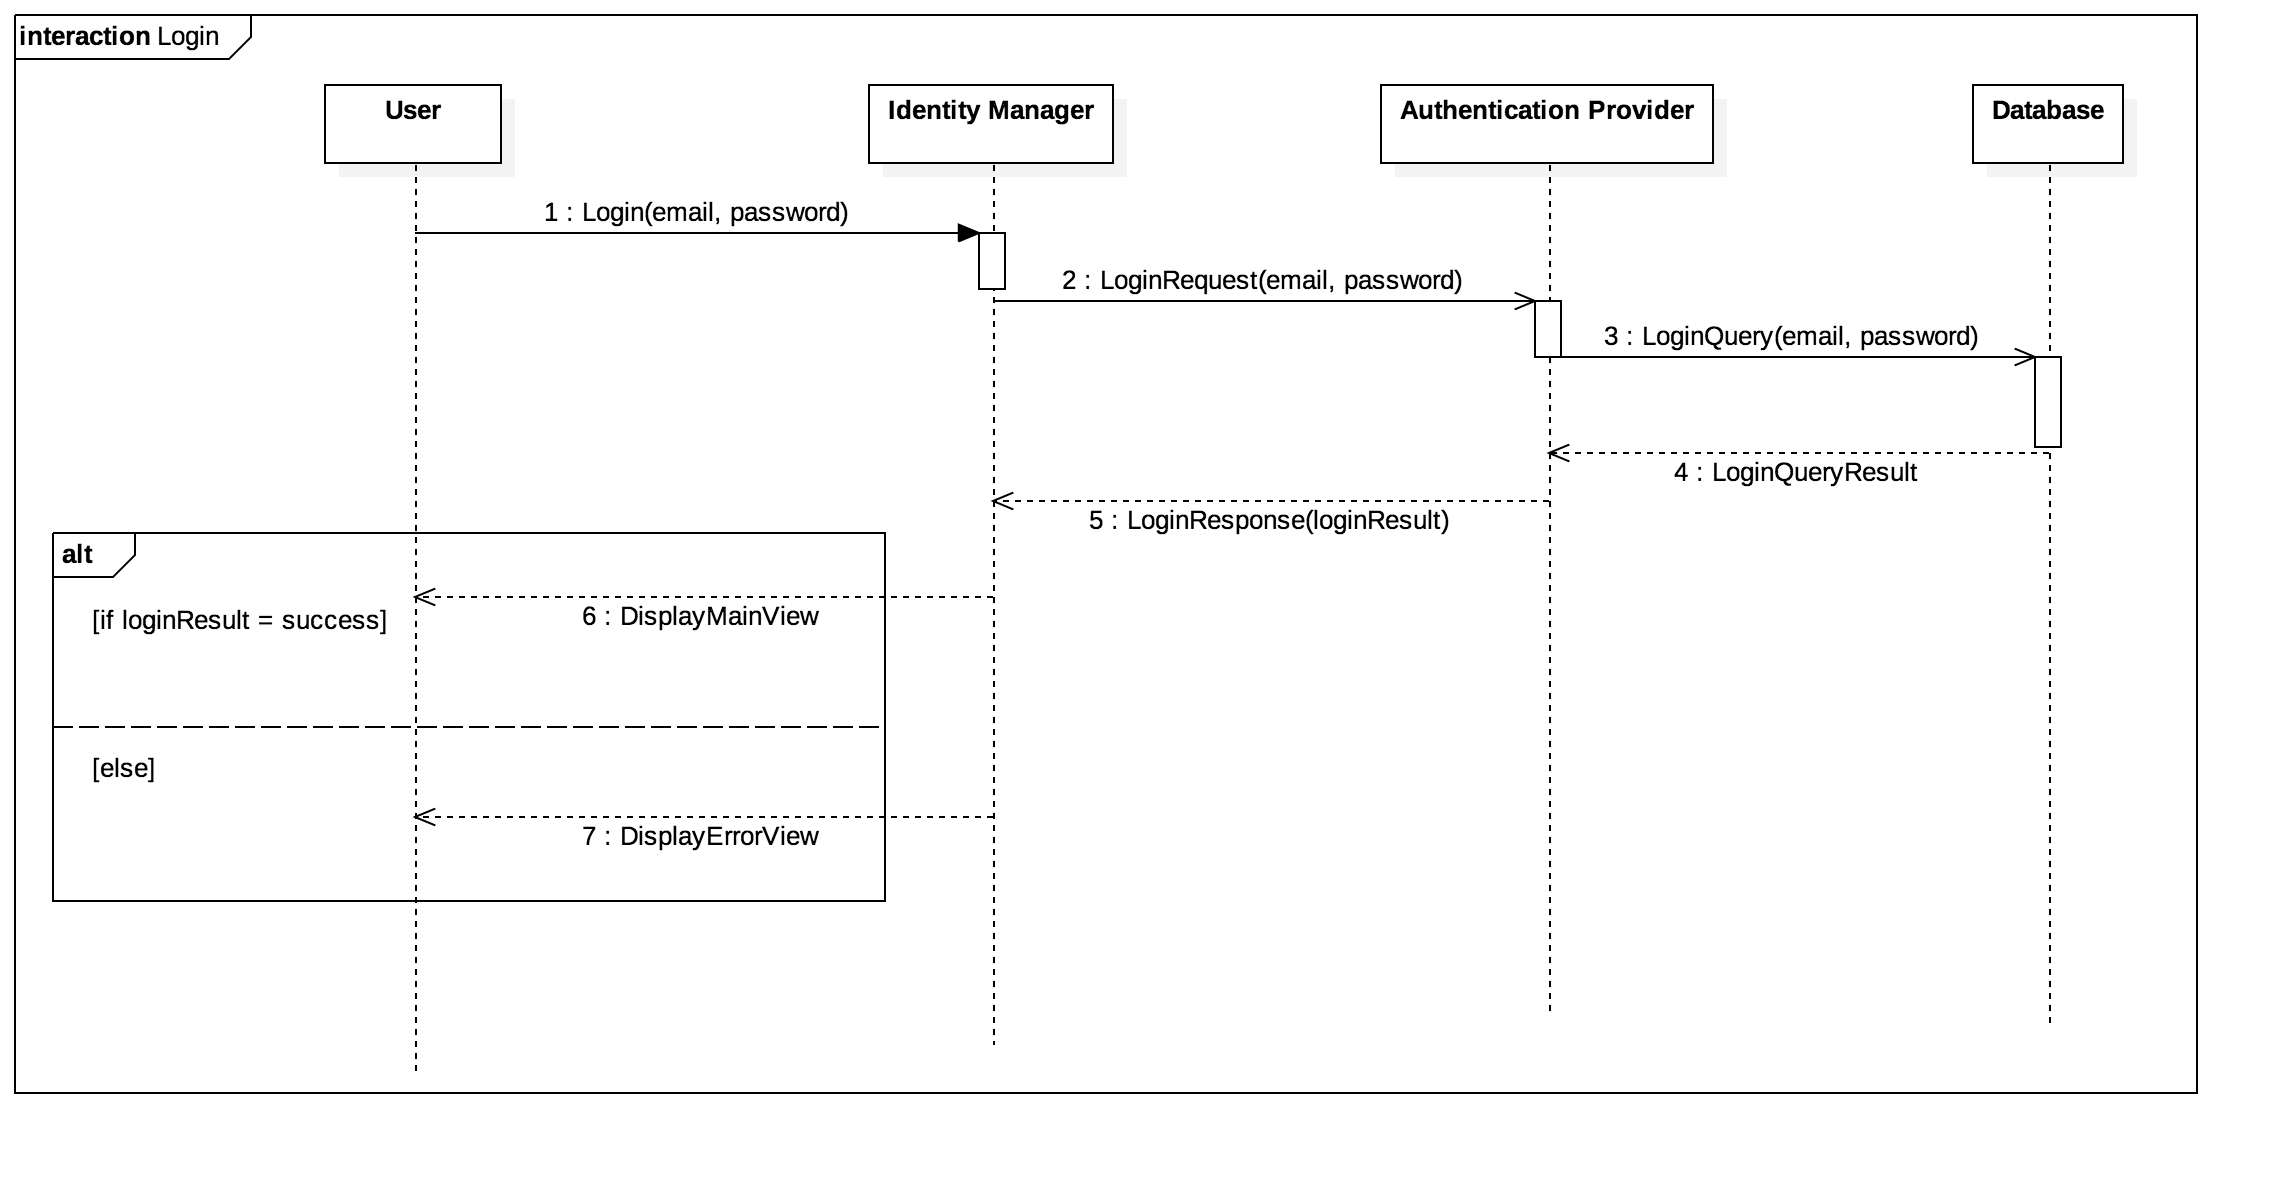 interaction Login
User
Identity Manager
Authentication Provider
Database
1 : Login(email, password)
2 : LoginRequest(email, password)
3 : LoginQuery(email, password)
4 : LoginQueryResult
5 : LoginResponse(loginResult)
alt
[if loginResult = success]
6 : DisplayMainView
[else]
7 : DisplayErrorView